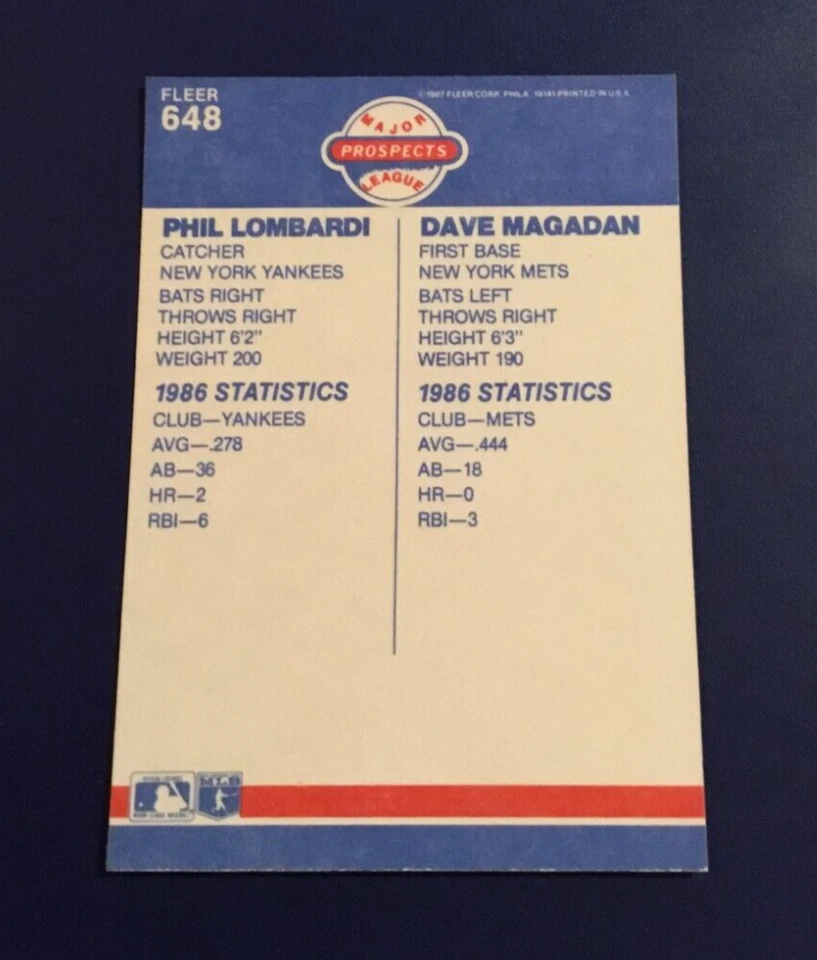 FLEER
648
© 1987 FLEER CORP. PHILA. 19141-PRINTED IN U.S.A.
MAJOR
PROSPECTS
LEAGUE
PHIL LOMBARDI
CATCHER
NEW YORK YANKEES
BATS RIGHT
THROWS RIGHT
HEIGHT 6'2"
WEIGHT 200
1986 STATISTICS
CLUB—YANKEES
AVG—.278
AB—36
HR—2
RBI—6
DAVE MAGADAN
FIRST BASE
NEW YORK METS
BATS LEFT
THROWS RIGHT
HEIGHT 6'3"
WEIGHT 190
1986 STATISTICS
CLUB—METS
AVG—.444
AB—18
HR—0
RBI—3
MLB